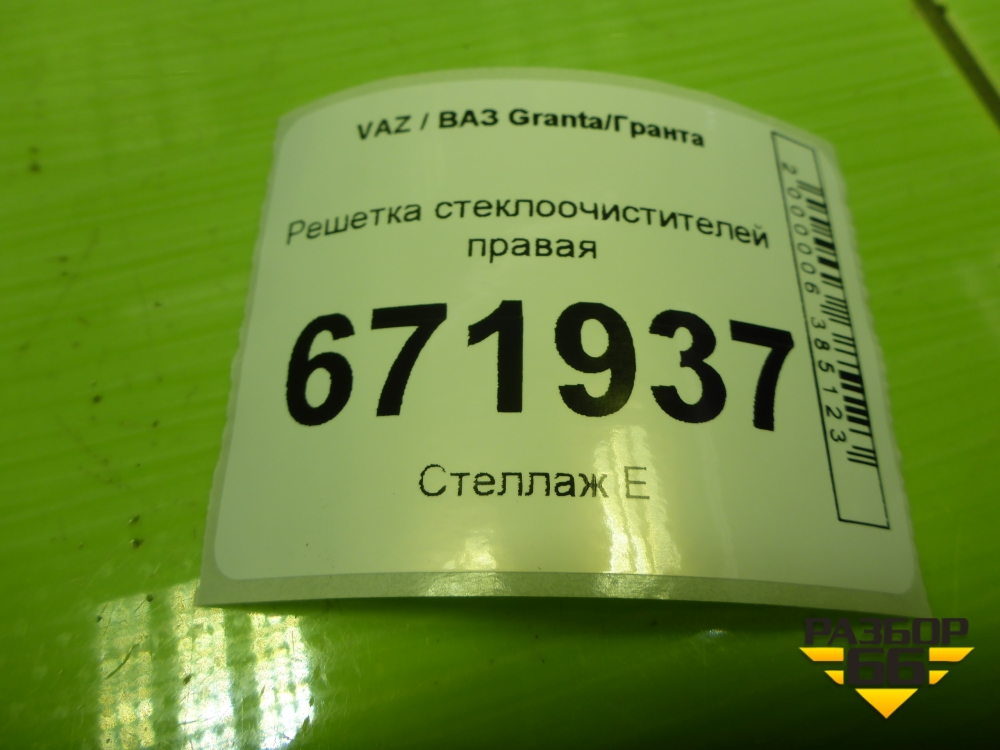 VAZ / ВАЗ Granta/Гранта
Решетка стеклоочистителей
правая
671937
Стеллаж Е
2000006385123
РАЗБОР
66